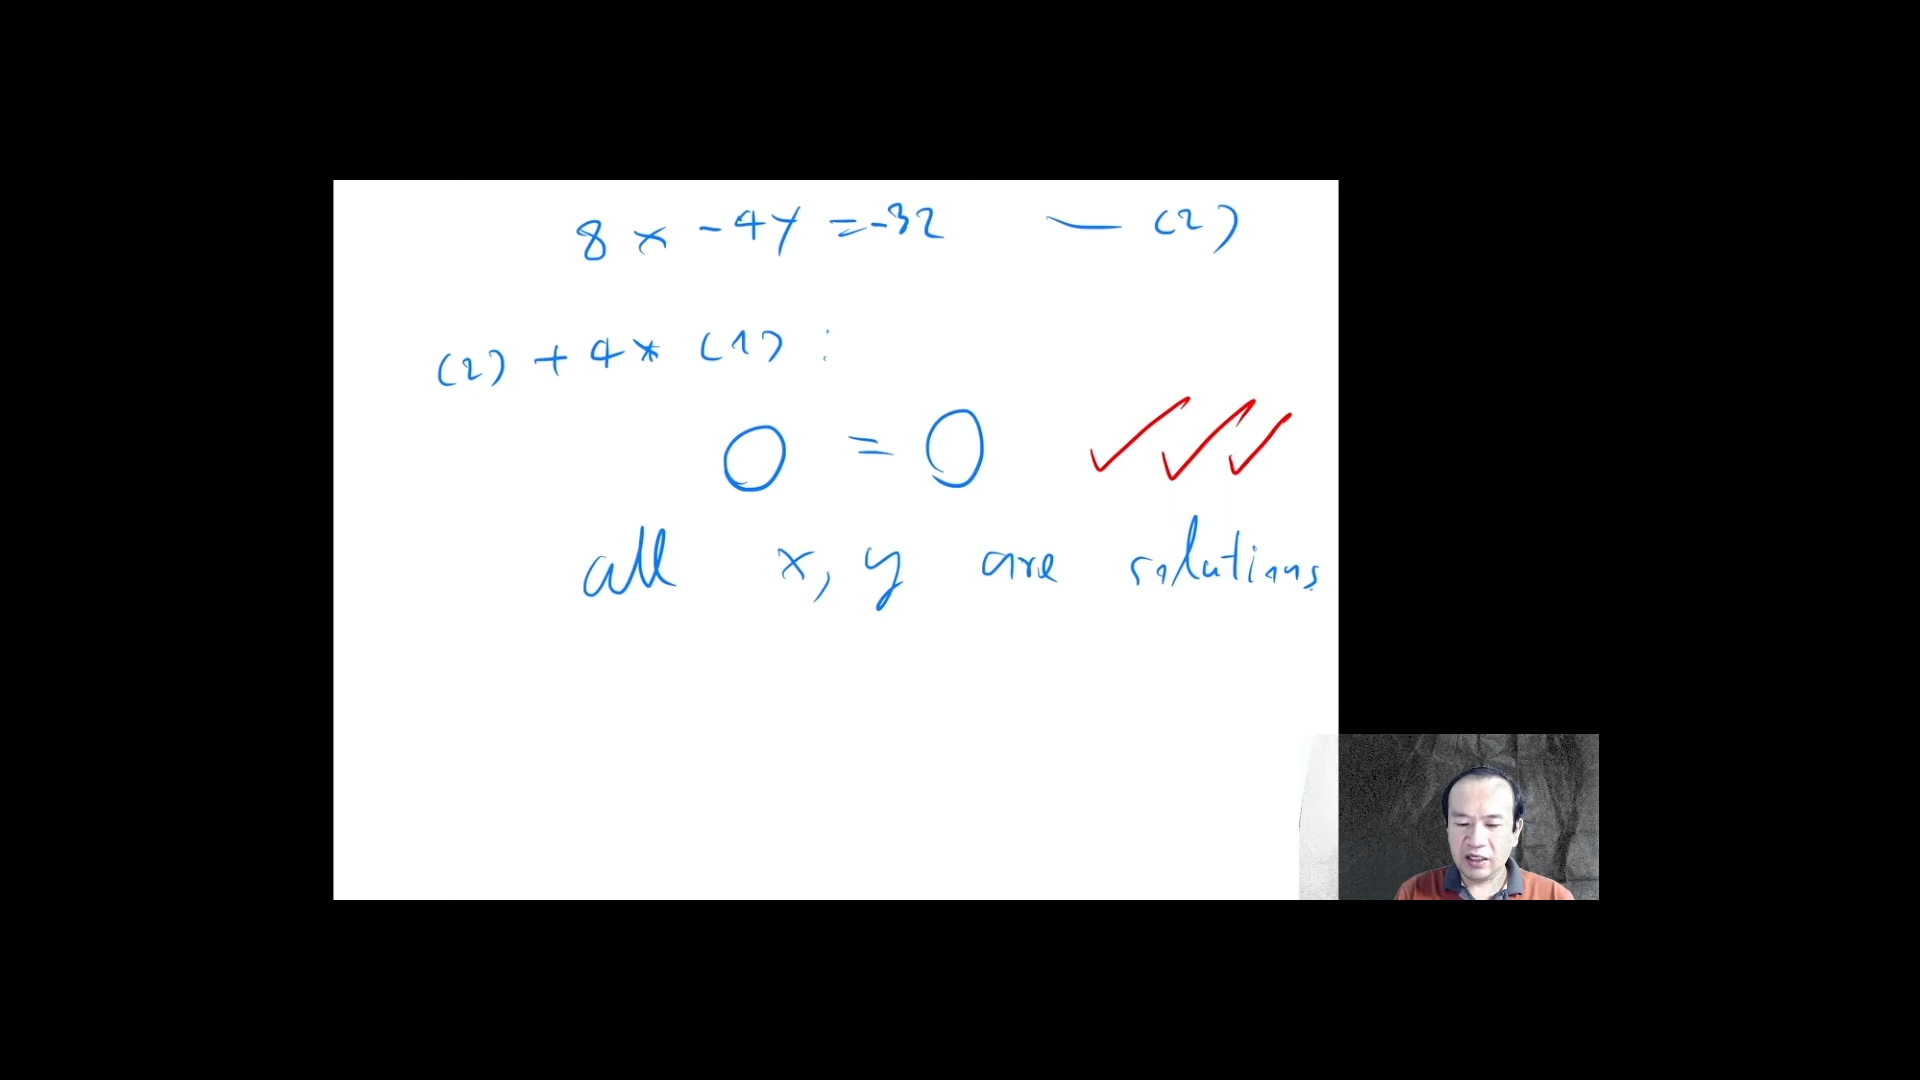 8x - 4y = -32 — (2)
(2) + 4 * (1) :
0 = 0 ✓✓✓
all x, y are solutions